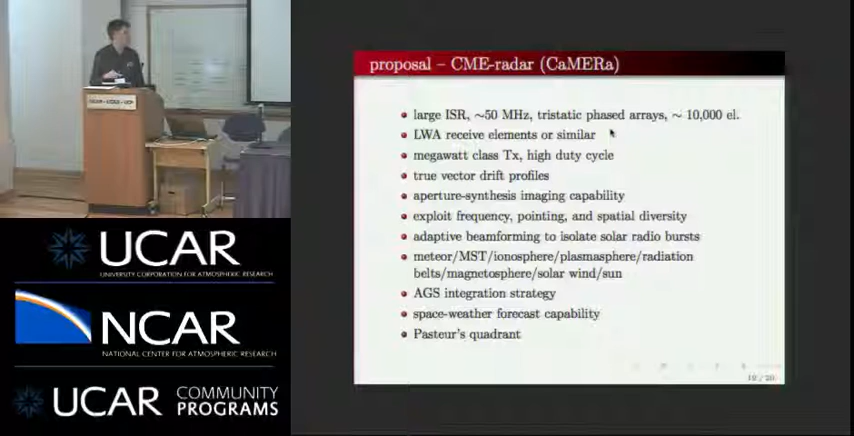 proposal – CME-radar (CaMERa)
• large ISR, ~50 MHz, tristatic phased arrays, ~ 10,000 el.
• LWA receive elements or similar
• megawatt class Tx, high duty cycle
• true vector drift profiles
• aperture-synthesis imaging capability
• exploit frequency, pointing, and spatial diversity
• adaptive beamforming to isolate solar radio bursts
• meteor/MST/ionosphere/plasmasphere/radiation
belts/magnetosphere/solar wind/sun
• AGS integration strategy
• space-weather forecast capability
• Pasteur's quadrant
UCAR
UNIVERSITY CORPORATION FOR ATMOSPHERIC RESEARCH
NCAR
NATIONAL CENTER FOR ATMOSPHERIC RESEARCH
UCAR COMMUNITY
PROGRAMS